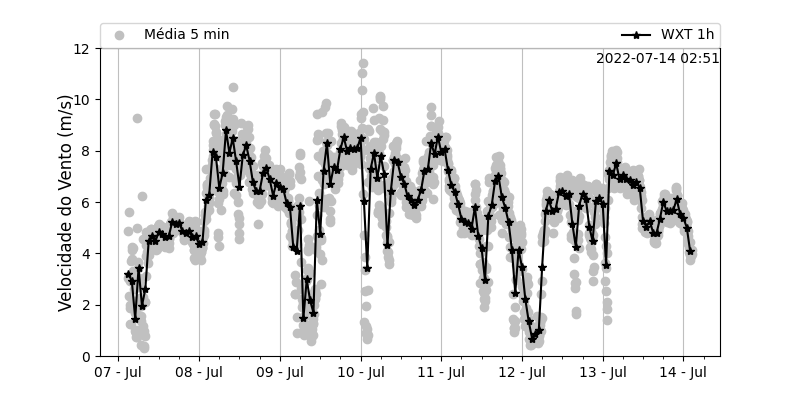 Média 5 min
WXT 1h
2022-07-14 02:51
Velocidade do Vento (m/s)
12
10
8
6
4
2
0
07 - Jul
08 - Jul
09 - Jul
10 - Jul
11 - Jul
12 - Jul
13 - Jul
14 - Jul